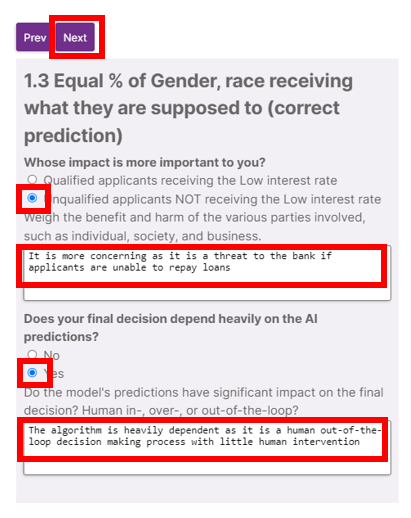 Prev Next
1.3 Equal % of Gender, race receiving
what they are supposed to (correct
prediction)
Whose impact is more important to you?
Qualified applicants receiving the Low interest rate
nqualified applicants NOT receiving the Low interest rate
Weigh the benefit and harm of the various parties involved,
such as individual, society, and business.
It is more concerning as it is a threat to the bank if
applicants are unable to repay loans
Does your final decision depend heavily on the AI
predictions?
No
Yes
Do the model's predictions have significant impact on the final
decision? Human in-, over-, or out-of-the-loop?
The algorithm is heavily dependent as it is a human out-of-the-
loop decision making process with little human intervention